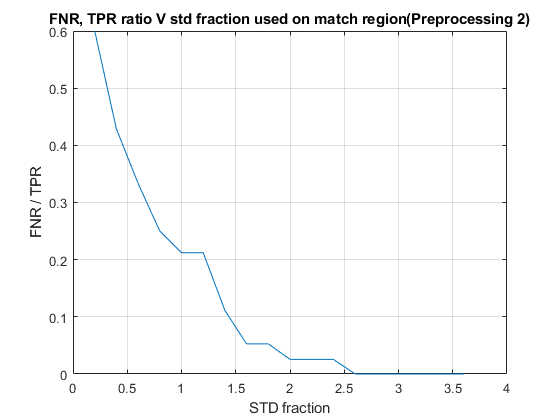 FNR, TPR ratio V std fraction used on match region(Preprocessing 2)
0.6
0.5
0.4
0.3
0.2
0.1
0
FNR / TPR
0 0.5 1 1.5 2 2.5 3 3.5 4
STD fraction